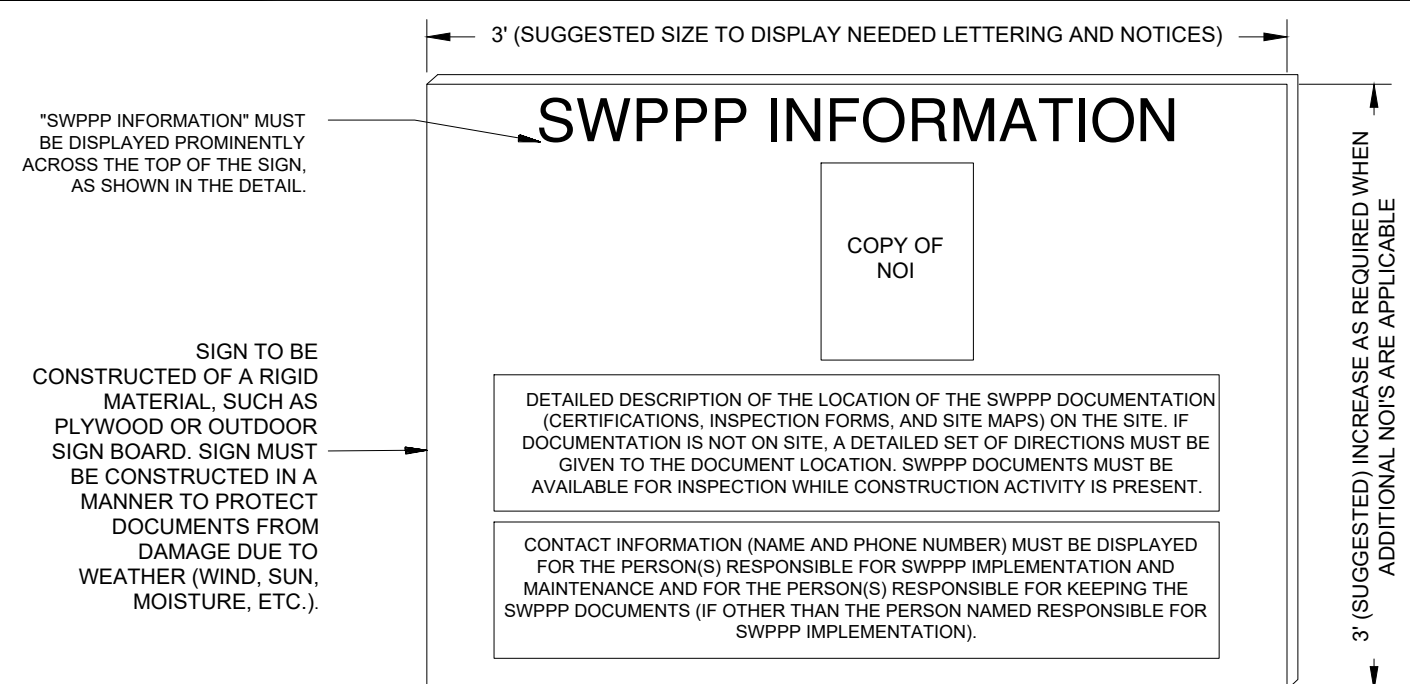 3' (SUGGESTED SIZE TO DISPLAY NEEDED LETTERING AND NOTICES)
"SWPPP INFORMATION" MUST
BE DISPLAYED PROMINENTLY
ACROSS THE TOP OF THE SIGN,
AS SHOWN IN THE DETAIL.
SWPPP INFORMATION
COPY OF
NOI
SIGN TO BE
CONSTRUCTED OF A RIGID
MATERIAL, SUCH AS
PLYWOOD OR OUTDOOR
SIGN BOARD. SIGN MUST
BE CONSTRUCTED IN A
MANNER TO PROTECT
DOCUMENTS FROM
DAMAGE DUE TO
WEATHER (WIND, SUN,
MOISTURE, ETC.).
DETAILED DESCRIPTION OF THE LOCATION OF THE SWPPP DOCUMENTATION
(CERTIFICATIONS, INSPECTION FORMS, AND SITE MAPS) ON THE SITE. IF
DOCUMENTATION IS NOT ON SITE, A DETAILED SET OF DIRECTIONS MUST BE
GIVEN TO THE DOCUMENT LOCATION. SWPPP DOCUMENTS MUST BE
AVAILABLE FOR INSPECTION WHILE CONSTRUCTION ACTIVITY IS PRESENT.
CONTACT INFORMATION (NAME AND PHONE NUMBER) MUST BE DISPLAYED
FOR THE PERSON(S) RESPONSIBLE FOR SWPPP IMPLEMENTATION AND
MAINTENANCE AND FOR THE PERSON(S) RESPONSIBLE FOR KEEPING THE
SWPPP DOCUMENTS (IF OTHER THAN THE PERSON NAMED RESPONSIBLE FOR
SWPPP IMPLEMENTATION).
3' (SUGGESTED) INCREASE AS REQUIRED WHEN
ADDITIONAL NOI'S ARE APPLICABLE